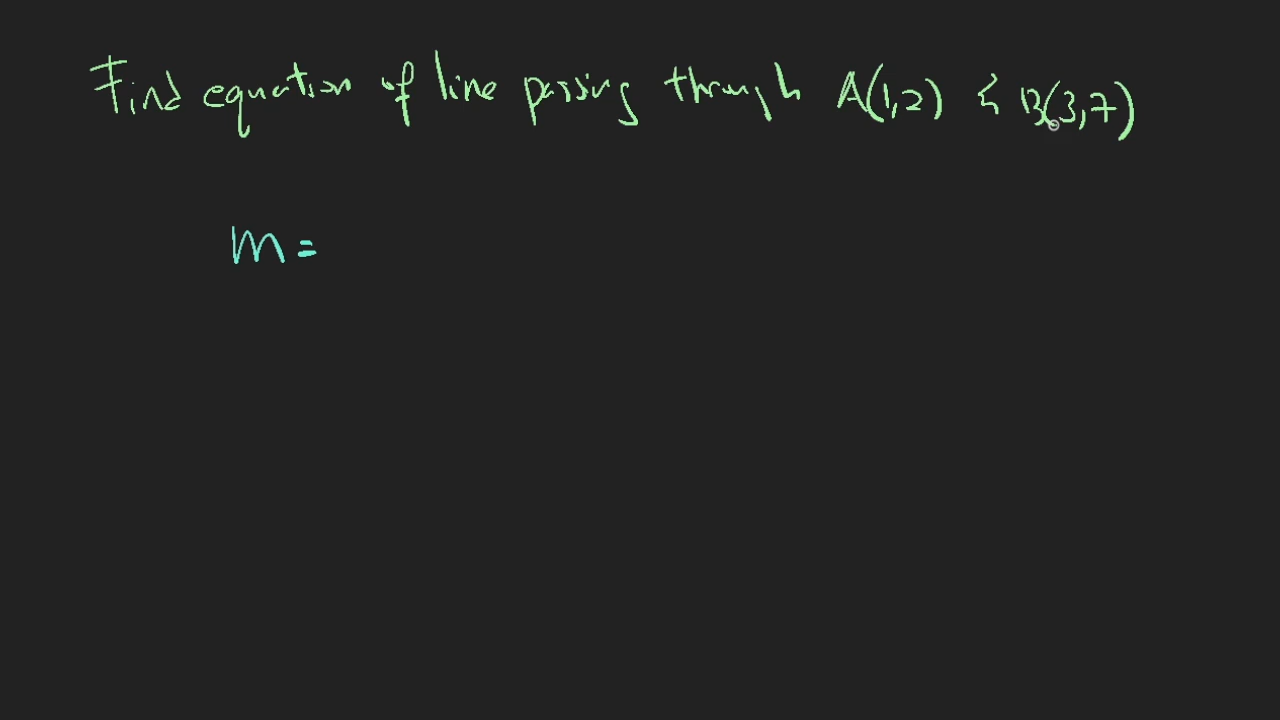 Find equation of line passing through A(1,2) & B(3,7)
m =